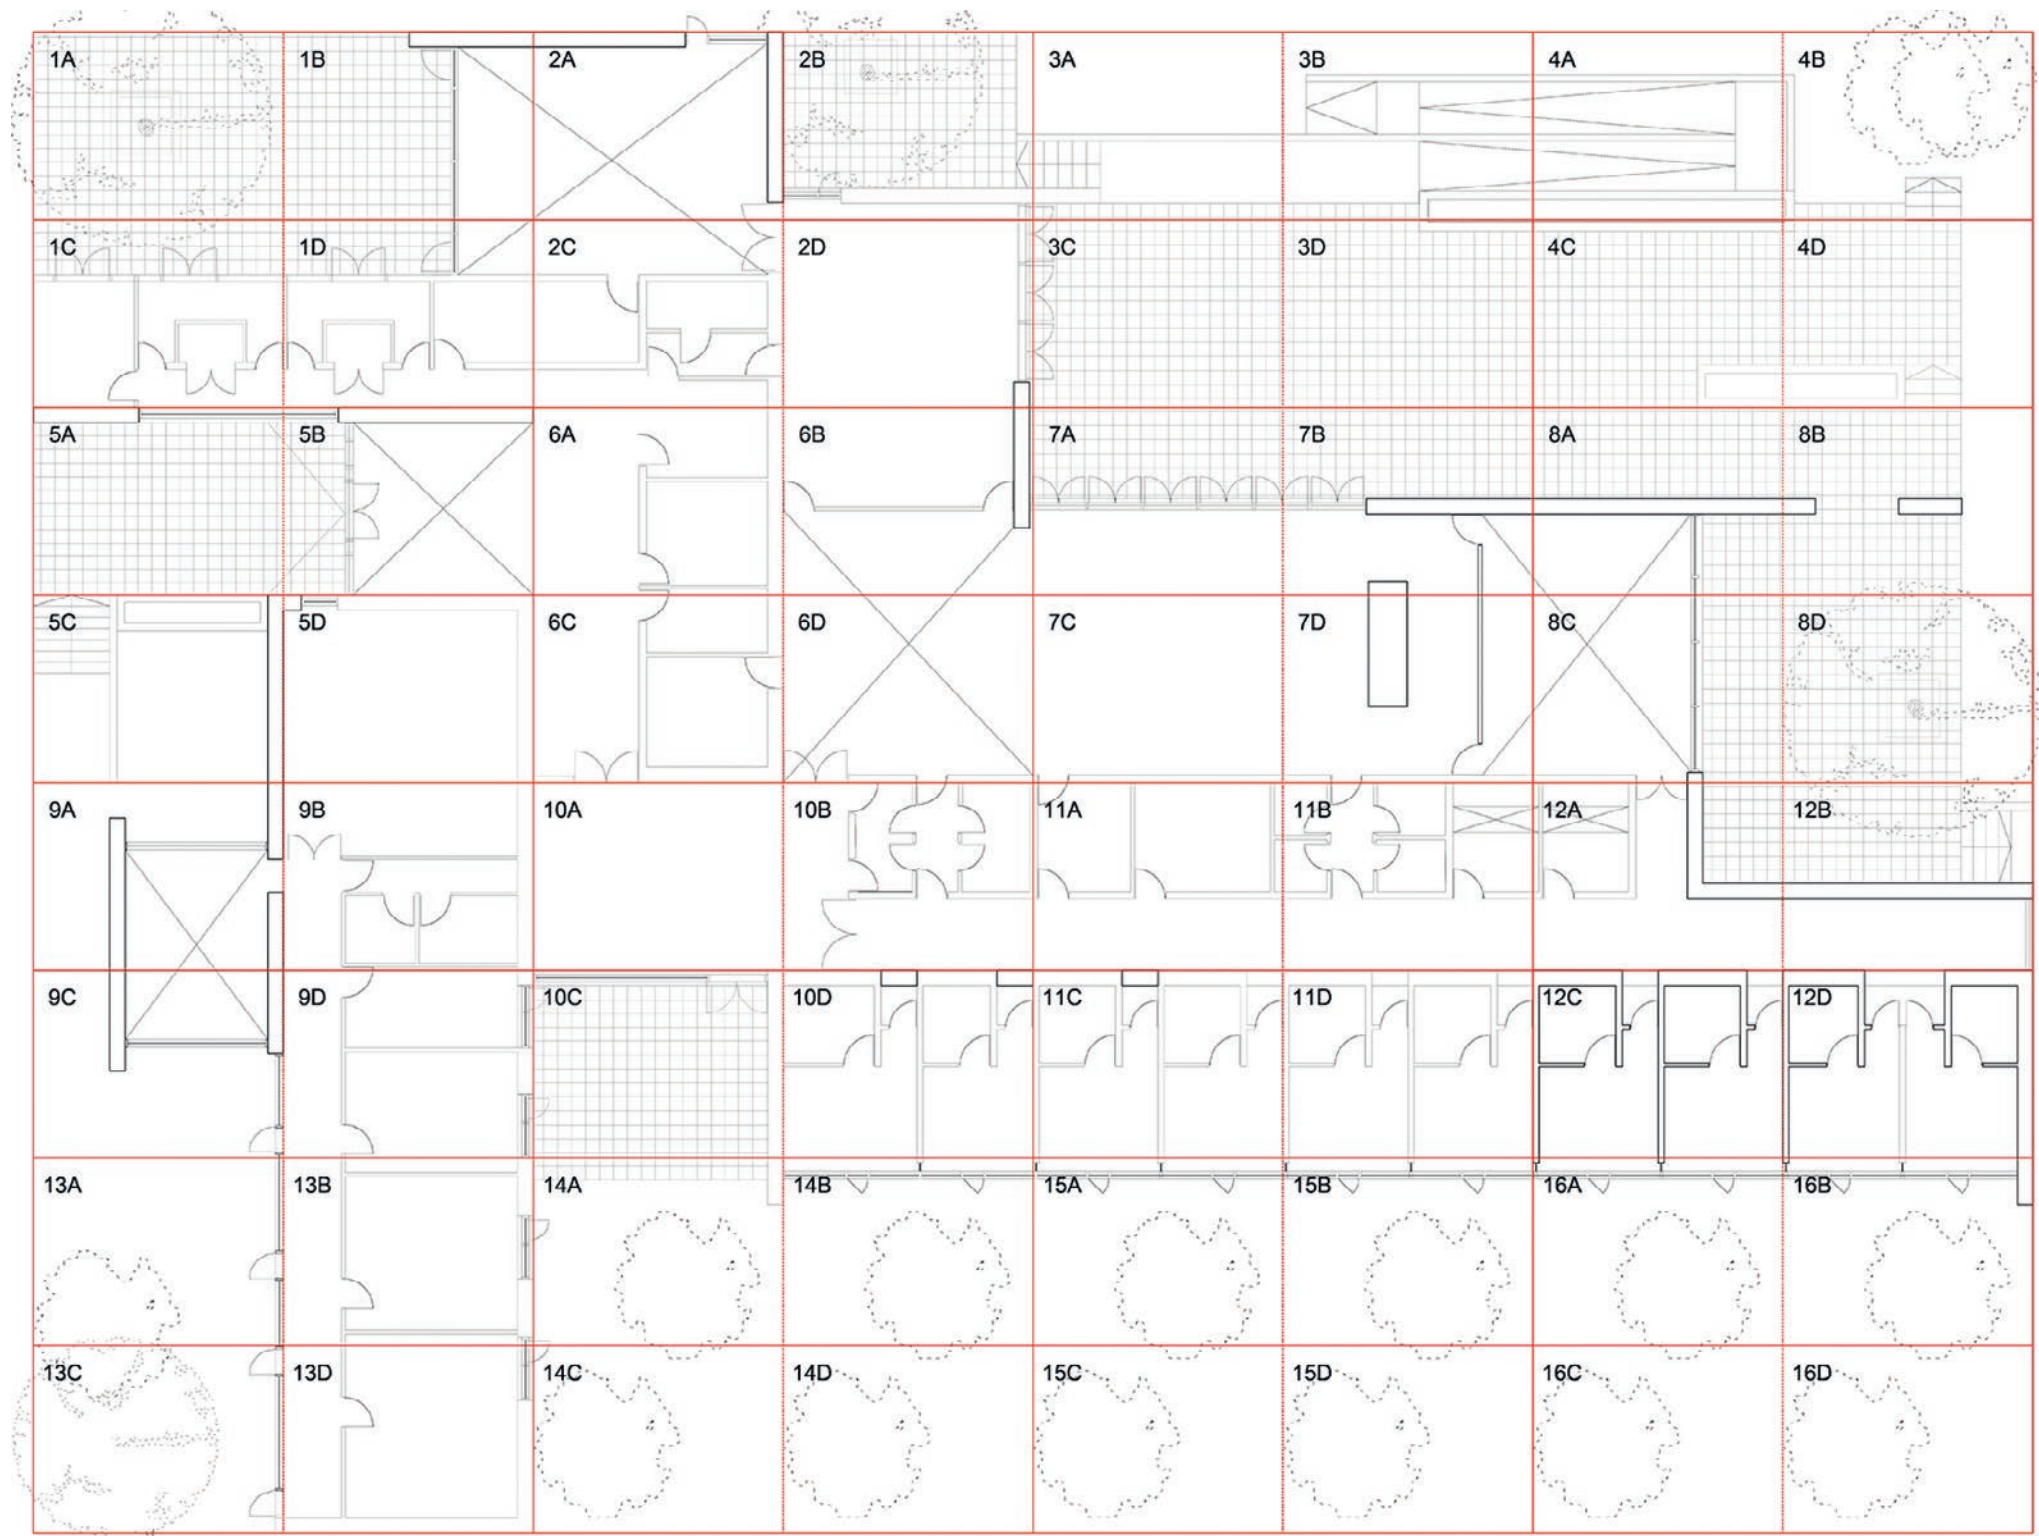 1A 1B 2A 2B 3A 3B 4A 4B
1C 1D 2C 2D 3C 3D 4C 4D
5A 5B 6A 6B 7A 7B 8A 8B
5C 5D 6C 6D 7C 7D 8C 8D
9A 9B 10A 10B 11A 11B 12A 12B
9C 9D 10C 10D 11C 11D 12C 12D
13A 13B 14A 14B 15A 15B 16A 16B
13C 13D 14C 14D 15C 15D 16C 16D